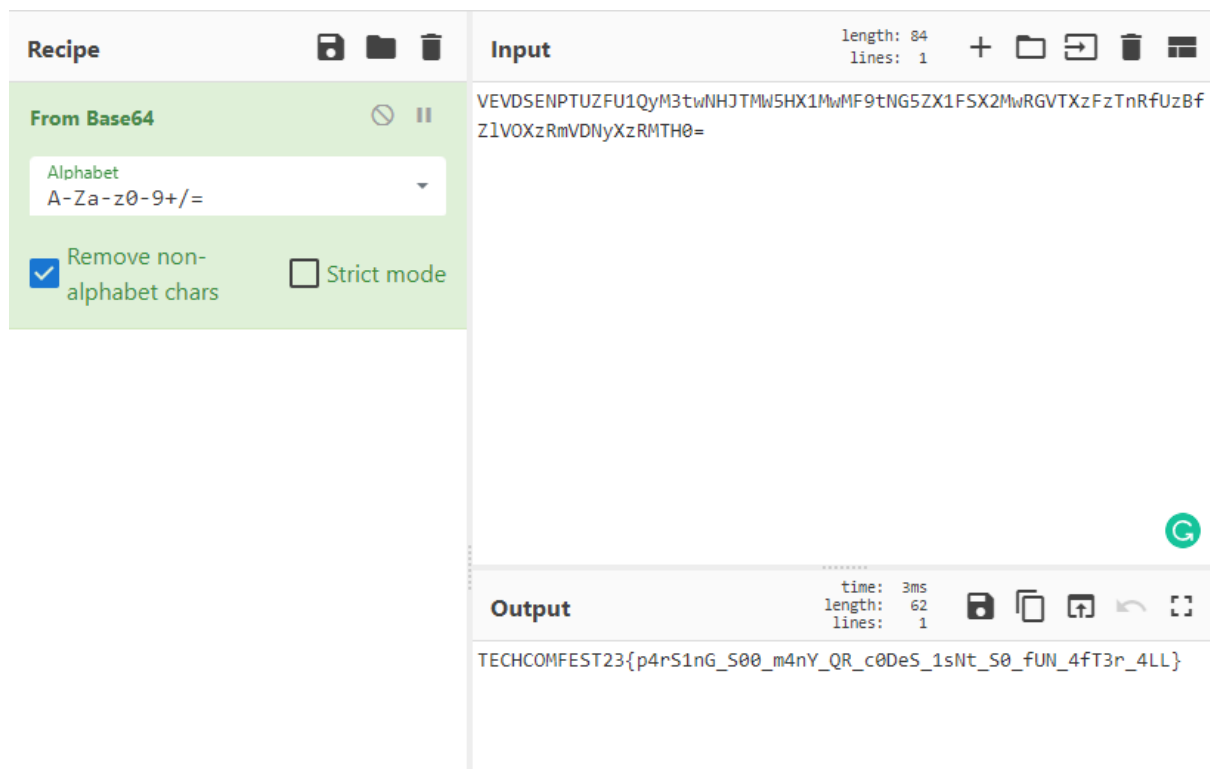 Recipe
From Base64
Alphabet
A-Za-z0-9+/=
Remove non-
alphabet chars
Strict mode
Input
length: 84
lines: 1
VEVDSENPTUZFU1QyM3twNHJTMW5HX1MwMF9tNG5ZX1FSX2MwRGVTXzFzTnRfUzBf
ZlVOXzRmVDNyXzRMTH0=
Output
time: 3ms
length: 62
lines: 1
TECHCOMFEST23{p4rS1nG_S00_m4nY_QR_c0DeS_1sNt_S0_fUN_4fT3r_4LL}